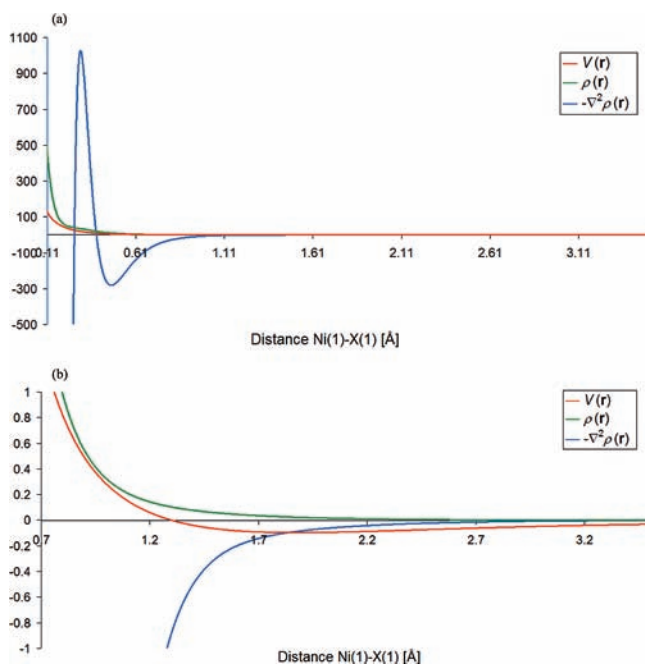 (a)
1100
900
700
500
300
100
-100
-300
-500
0.11 0.61 1.11 1.61 2.11 2.61 3.11
V(r)
ρ(r)
-∇²ρ(r)
Distance Ni(1)-X(1) [Å]
(b)
1
0.8
0.6
0.4
0.2
0
-0.2
-0.4
-0.6
-0.8
-1
0.7 1.2 1.7 2.2 2.7 3.2
V(r)
ρ(r)
-∇²ρ(r)
Distance Ni(1)-X(1) [Å]